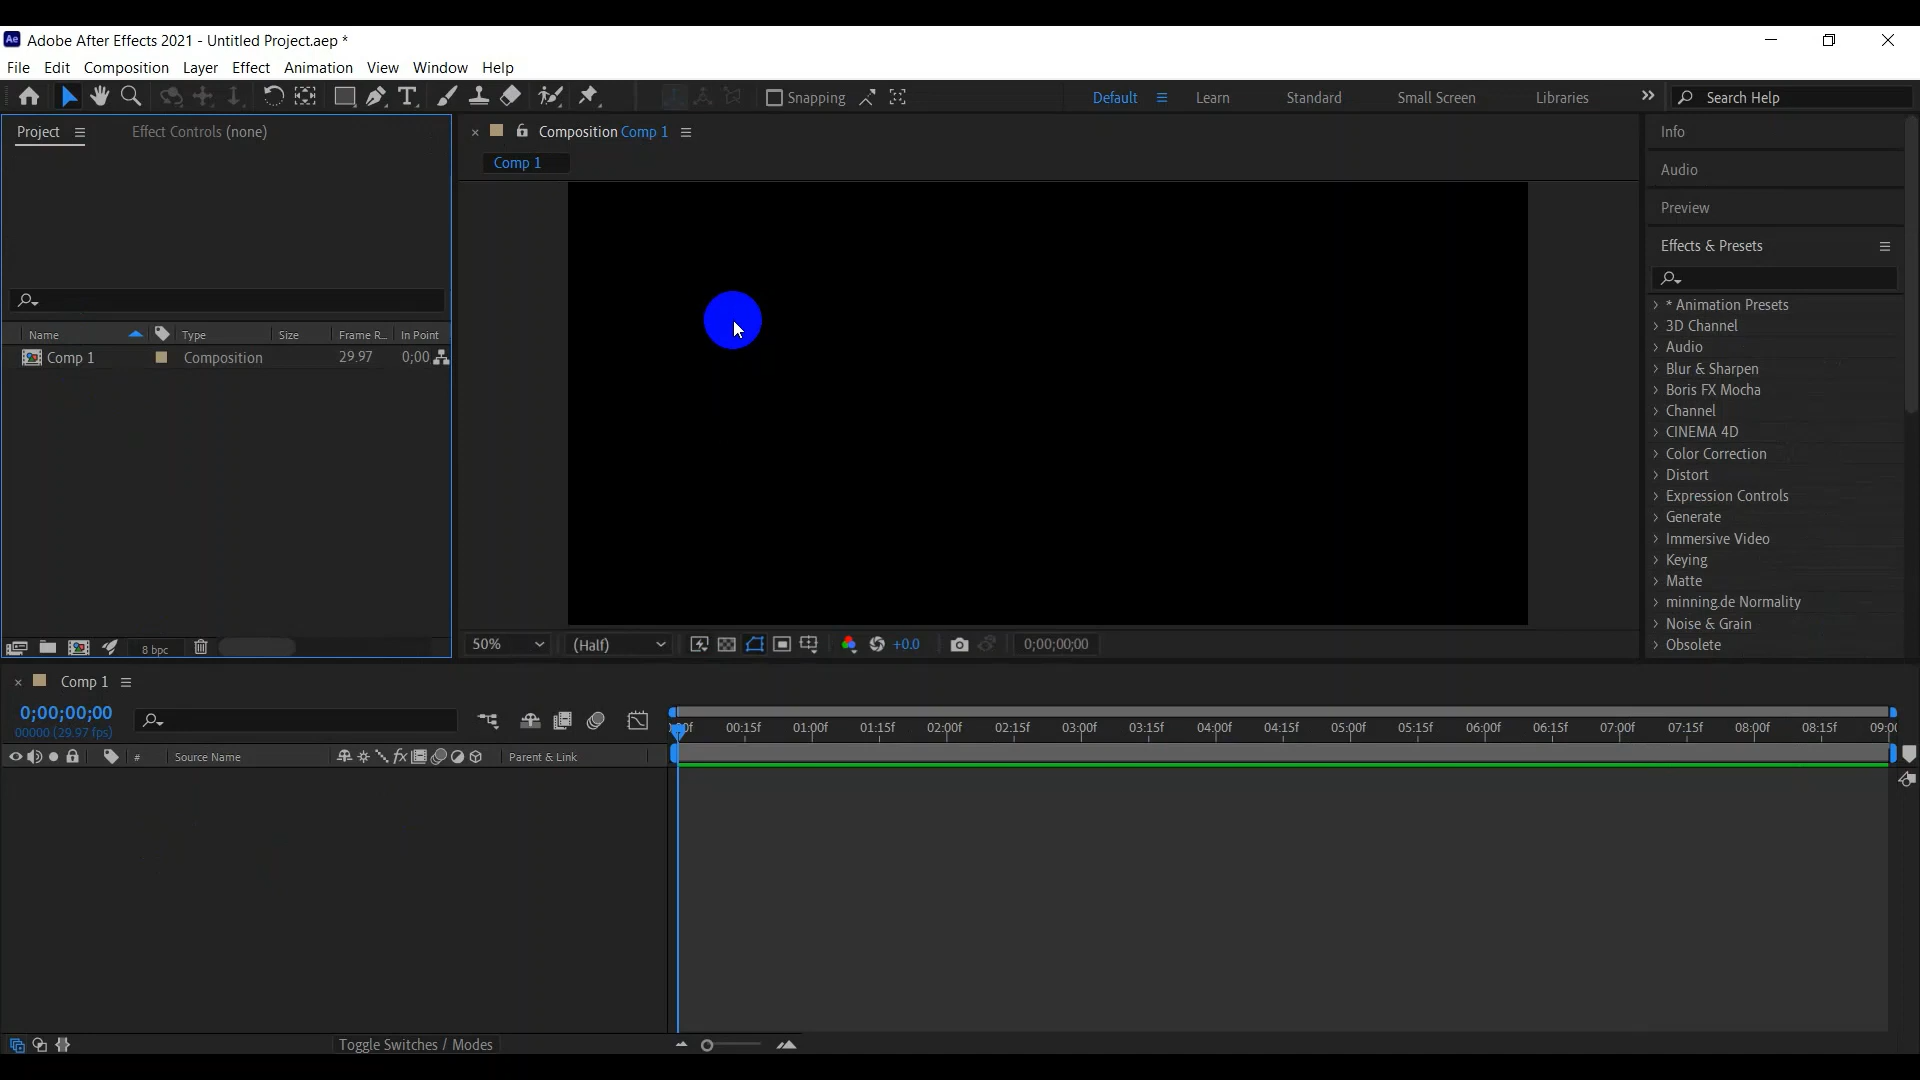 Ae Adobe After Effects 2021 - Untitled Project.aep *
File Edit Composition Layer Effect Animation View Window Help
Snapping Default Learn Standard Small Screen Libraries Search Help
Project Effect Controls (none)
Composition Comp 1
Comp 1
Name Type Size Frame R... In Point
Comp 1 Composition 29.97 0;00
8 bpc
50% (Half) +0.0 0;00;00;00
Info
Audio
Preview
Effects & Presets
* Animation Presets
3D Channel
Audio
Blur & Sharpen
Boris FX Mocha
Channel
CINEMA 4D
Color Correction
Distort
Expression Controls
Generate
Immersive Video
Keying
Matte
minning.de Normality
Noise & Grain
Obsolete
Comp 1
0;00;00;00
00000 (29.97 fps)
00:15f 01:00f 01:15f 02:00f 02:15f 03:00f 03:15f 04:00f 04:15f 05:00f 05:15f 06:00f 06:15f 07:00f 07:15f 08:00f 08:15f
# Source Name fx Parent & Link
Toggle Switches / Modes